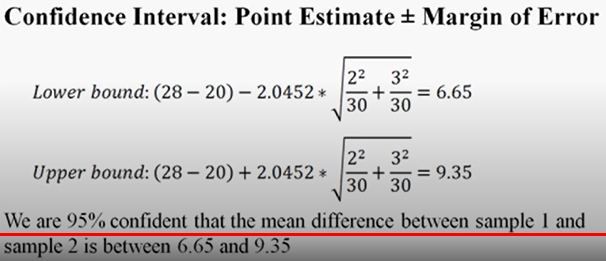 Confidence Interval: Point Estimate ± Margin of Error
Lower bound: (28 − 20) − 2.0452 * √(2²/30 + 3²/30) = 6.65
Upper bound: (28 − 20) + 2.0452 * √(2²/30 + 3²/30) = 9.35
We are 95% confident that the mean difference between sample 1 and
sample 2 is between 6.65 and 9.35